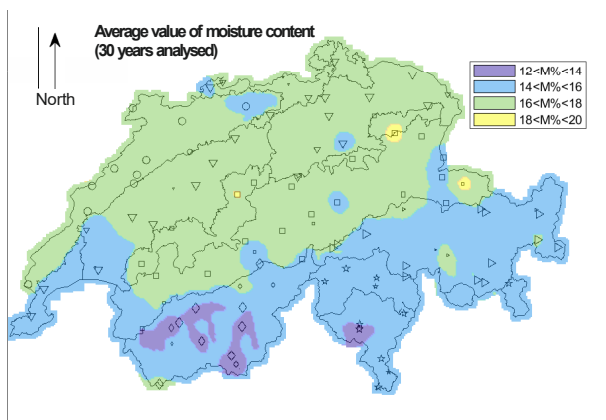 Average value of moisture content
(30 years analysed)
North
12<M%<14
14<M%<16
16<M%<18
18<M%<20